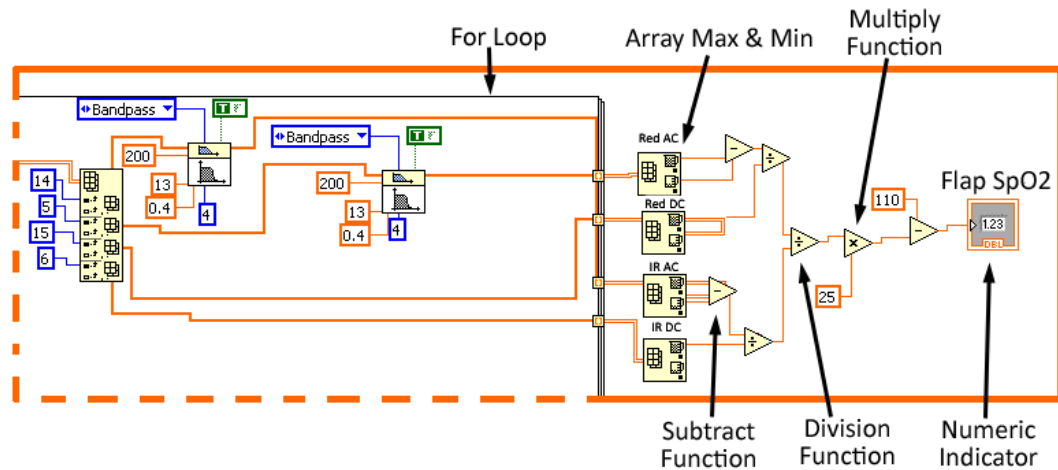 For Loop
Array Max & Min
Multiply
Function
Bandpass
T
Bandpass
T
200
200
14
5
15
6
13
0.4
4
13
0.4
4
Red AC
Red DC
IR AC
IR DC
110
25
Flap SpO2
1.23
DBL
Subtract
Function
Division
Function
Numeric
Indicator